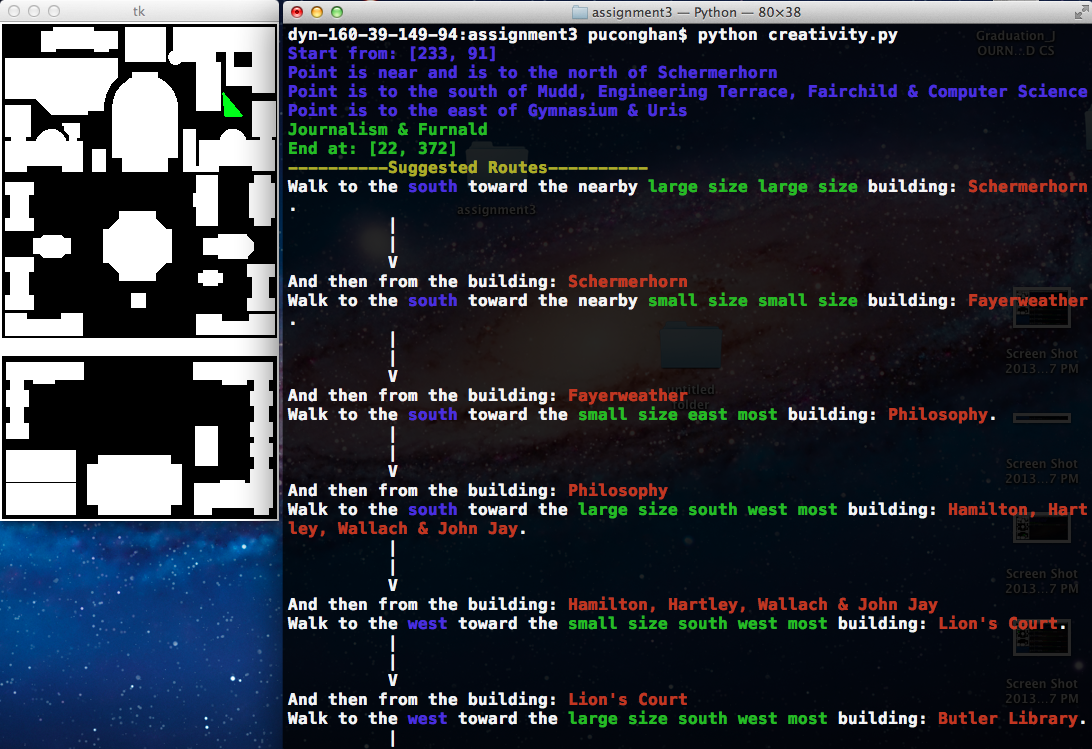 tk
assignment3 — Python — 80×38
dyn-160-39-149-94:assignment3 puconghan$ python creativity.py
Start from: [233, 91]
Point is near and is to the north of Schermerhorn
Point is to the south of Mudd, Engineering Terrace, Fairchild & Computer Science
Point is to the east of Gymnasium & Uris
Journalism & Furnald
End at: [22, 372]
----------Suggested Routes----------
Walk to the south toward the nearby large size large size building: Schermerhorn
.
|
|
V
And then from the building: Schermerhorn
Walk to the south toward the nearby small size small size building: Fayerweather
.
|
|
V
And then from the building: Fayerweather
Walk to the south toward the small size east most building: Philosophy.
|
|
V
And then from the building: Philosophy
Walk to the south toward the large size south west most building: Hamilton, Hart
ley, Wallach & John Jay.
|
|
V
And then from the building: Hamilton, Hartley, Wallach & John Jay
Walk to the west toward the small size south west most building: Lion's Court.
|
|
V
And then from the building: Lion's Court
Walk to the west toward the large size south west most building: Butler Library.
|
Graduation_J
OURN...D CS
assignment3
untitled
folder
Screen Shot
2013...7 PM
Screen Shot
2013...7 PM
Screen Shot
2013...7 PM
Screen Shot
2013...7 PM